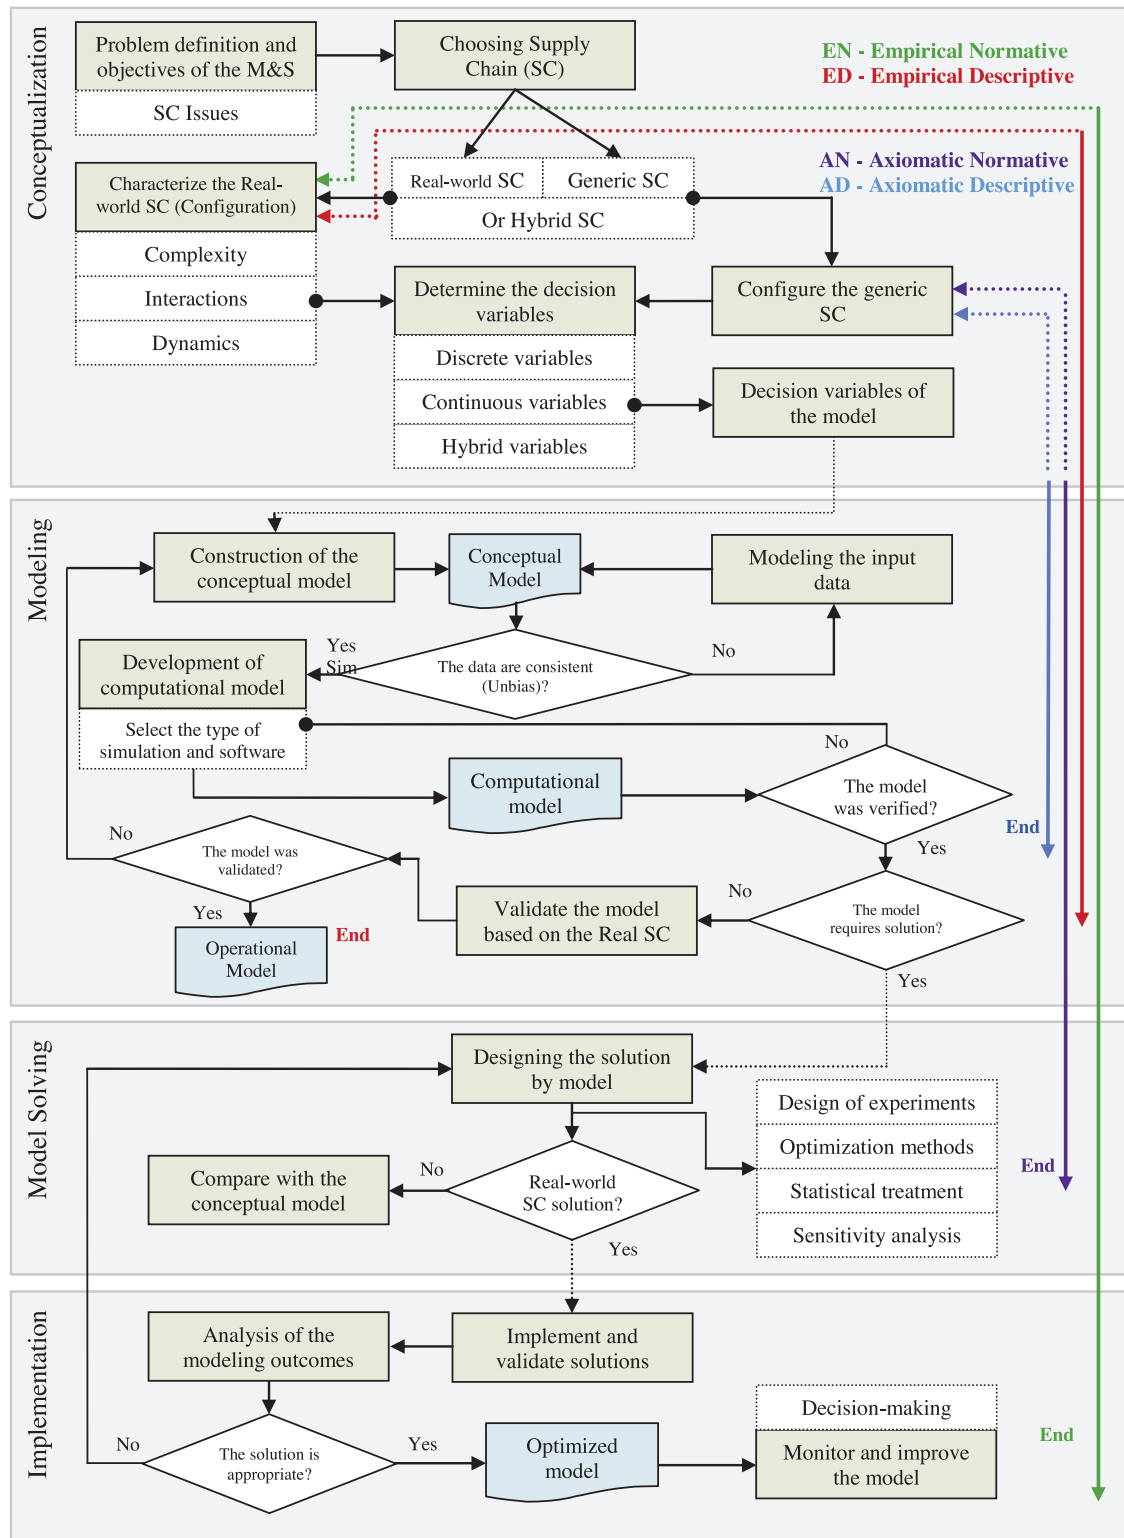 Conceptualization
Problem definition and
objectives of the M&S
SC Issues
Choosing Supply
Chain (SC)
EN - Empirical Normative
ED - Empirical Descriptive
AN - Axiomatic Normative
AD - Axiomatic Descriptive
Characterize the Real-
world SC (Configuration)
Complexity
Interactions
Dynamics
Real-world SC
Generic SC
Or Hybrid SC
Determine the decision
variables
Discrete variables
Continuous variables
Hybrid variables
Configure the generic
SC
Decision variables of
the model
Modeling
Construction of the
conceptual model
Conceptual
Model
Modeling the input
data
Yes
Sim
The data are consistent
(Unbias)?
No
Development of
computational model
Select the type of
simulation and software
No
Computational
model
The model
was verified?
End
Yes
No
The model was
validated?
Yes
Operational
Model
End
Validate the model
based on the Real SC
No
The model
requires solution?
Yes
Model Solving
Designing the solution
by model
Design of experiments
Optimization methods
Statistical treatment
Sensitivity analysis
Compare with the
conceptual model
No
Real-world
SC solution?
Yes
End
Implementation
Analysis of the
modeling outcomes
Implement and
validate solutions
No
The solution is
appropriate?
Yes
Optimized
model
Decision-making
Monitor and improve
the model
End